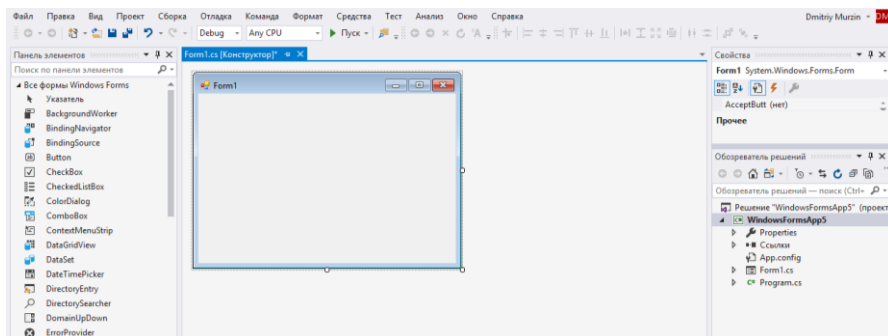 Файл Правка Вид Проект Сборка Отладка Команда Формат Средства Тест Анализ Окно Справка Dmitriy Murzin DM
Debug Any CPU Пуск
Панель элементов
Поиск по панели элементов
Все формы Windows Forms
Указатель
BackgroundWorker
BindingNavigator
BindingSource
Button
CheckBox
CheckedListBox
ColorDialog
ComboBox
ContextMenuStrip
DataGridView
DataSet
DateTimePicker
DirectoryEntry
DirectorySearcher
DomainUpDown
ErrorProvider
Form1.cs [Конструктор]*
Form1
Свойства
Form1 System.Windows.Forms.Form
AcceptButt (нет)
Прочее
Обозреватель решений
Обозреватель решений — поиск (Ctrl+
Решение "WindowsFormsApp5" (проект
C# WindowsFormsApp5
Properties
Ссылки
App.config
Form1.cs
C# Program.cs